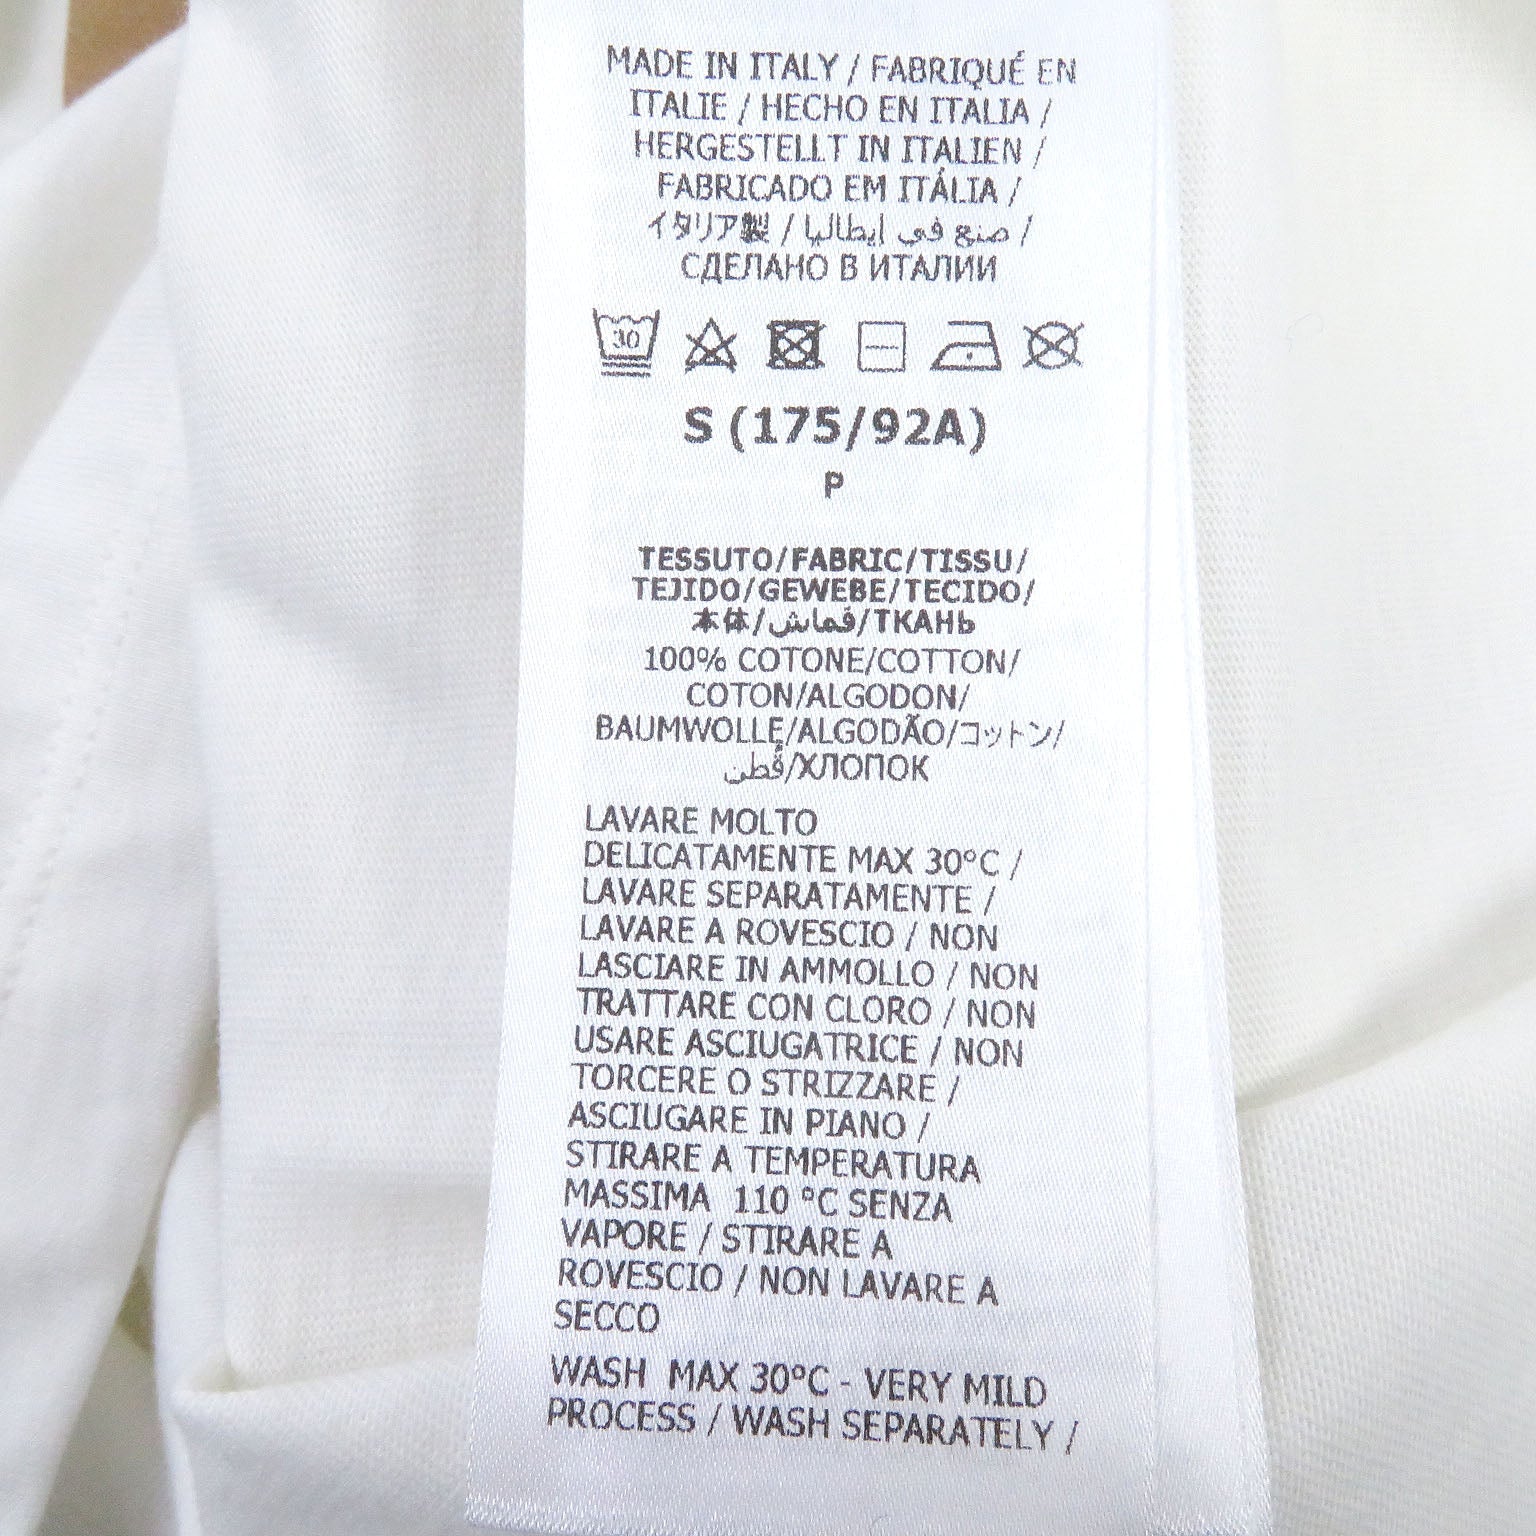 MADE IN ITALY / FABRIQUÉ EN
ITALIE / HECHO EN ITALIA /
HERGESTELLT IN ITALIEN /
FABRICADO EM ITÁLIA /
イタリア製 / صنع في إيطاليا /
СДЕЛАНО В ИТАЛИИ
30
S (175/92A)
P
TESSUTO/FABRIC/TISSU/
TEJIDO/GEWEBE/TECIDO/
本体/قماش/ТКАНЬ
100% COTONE/COTTON/
COTON/ALGODON/
BAUMWOLLE/ALGODÃO/コットン/
قطن/ХЛОПОК
LAVARE MOLTO
DELICATAMENTE MAX 30°C /
LAVARE SEPARATAMENTE /
LAVARE A ROVESCIO / NON
LASCIARE IN AMMOLLO / NON
TRATTARE CON CLORO / NON
USARE ASCIUGATRICE / NON
TORCERE O STRIZZARE /
ASCIUGARE IN PIANO /
STIRARE A TEMPERATURA
MASSIMA 110 °C SENZA
VAPORE / STIRARE A
ROVESCIO / NON LAVARE A
SECCO
WASH MAX 30°C - VERY MILD
PROCESS / WASH SEPARATELY /